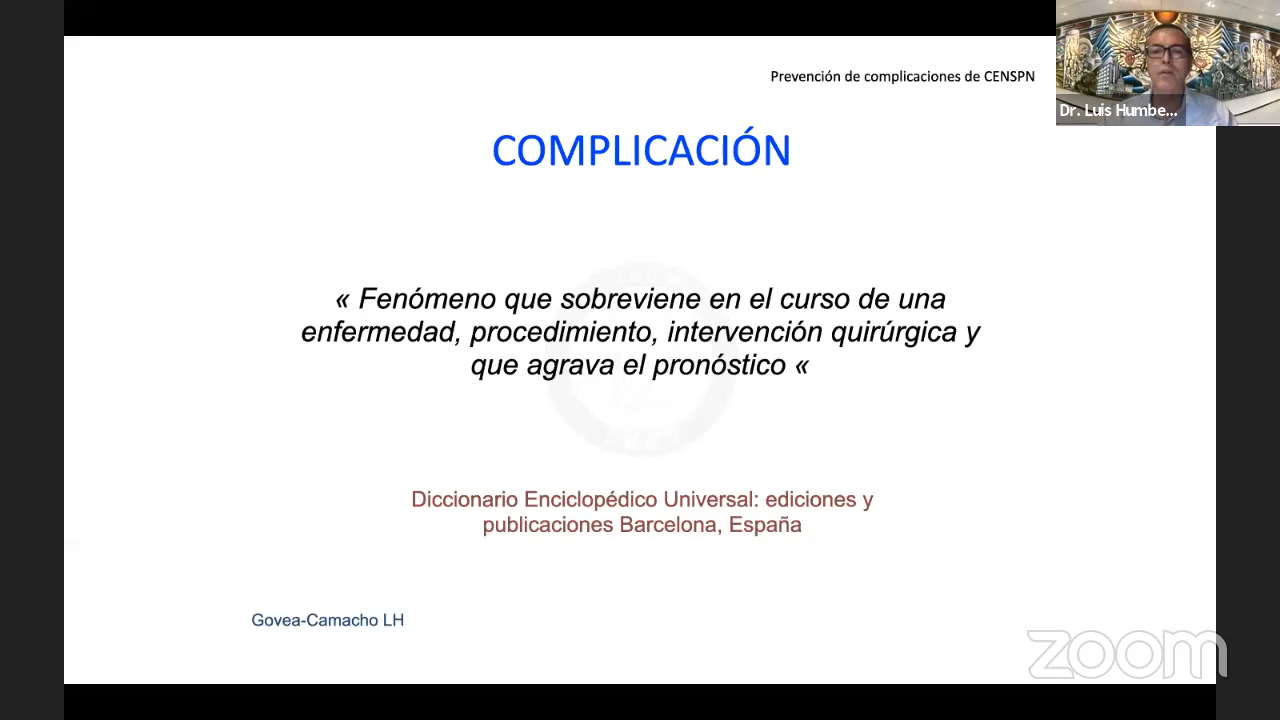 Prevención de complicaciones de CENSPN
Dr. Luis Humbe...
COMPLICACIÓN
« Fenómeno que sobreviene en el curso de una
enfermedad, procedimiento, intervención quirúrgica y
que agrava el pronóstico «
Diccionario Enciclopédico Universal: ediciones y
publicaciones Barcelona, España
Govea-Camacho LH
zoom